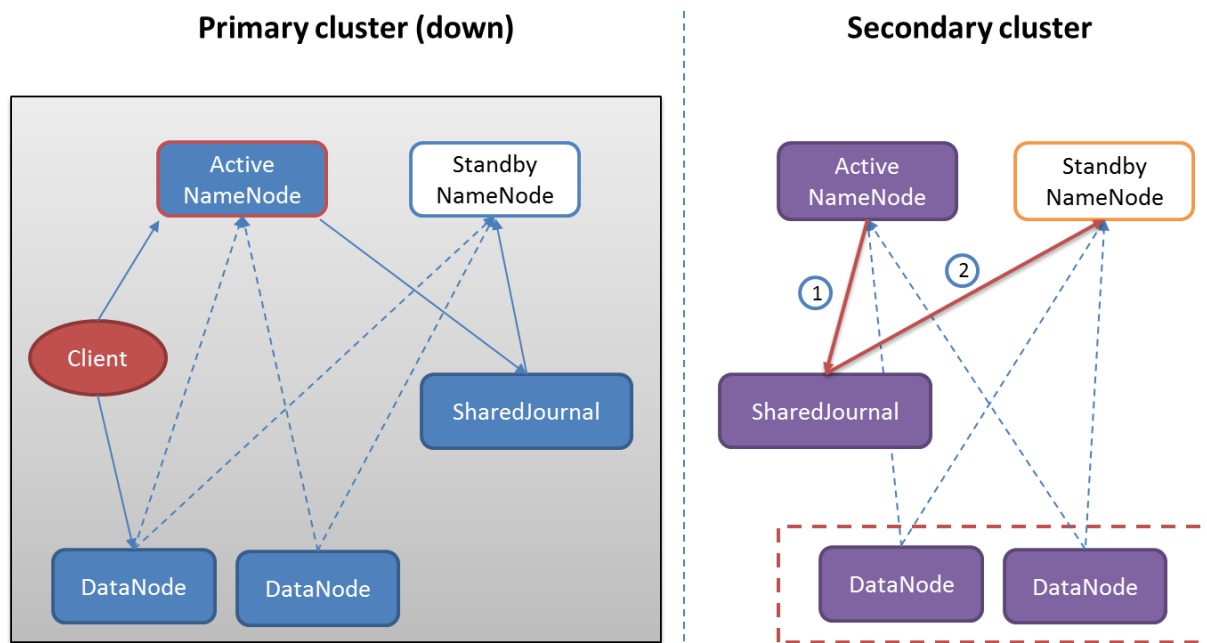 Primary cluster (down)
Secondary cluster
Active
NameNode
Standby
NameNode
Client
SharedJournal
DataNode
DataNode
Active
NameNode
Standby
NameNode
1
2
SharedJournal
DataNode
DataNode